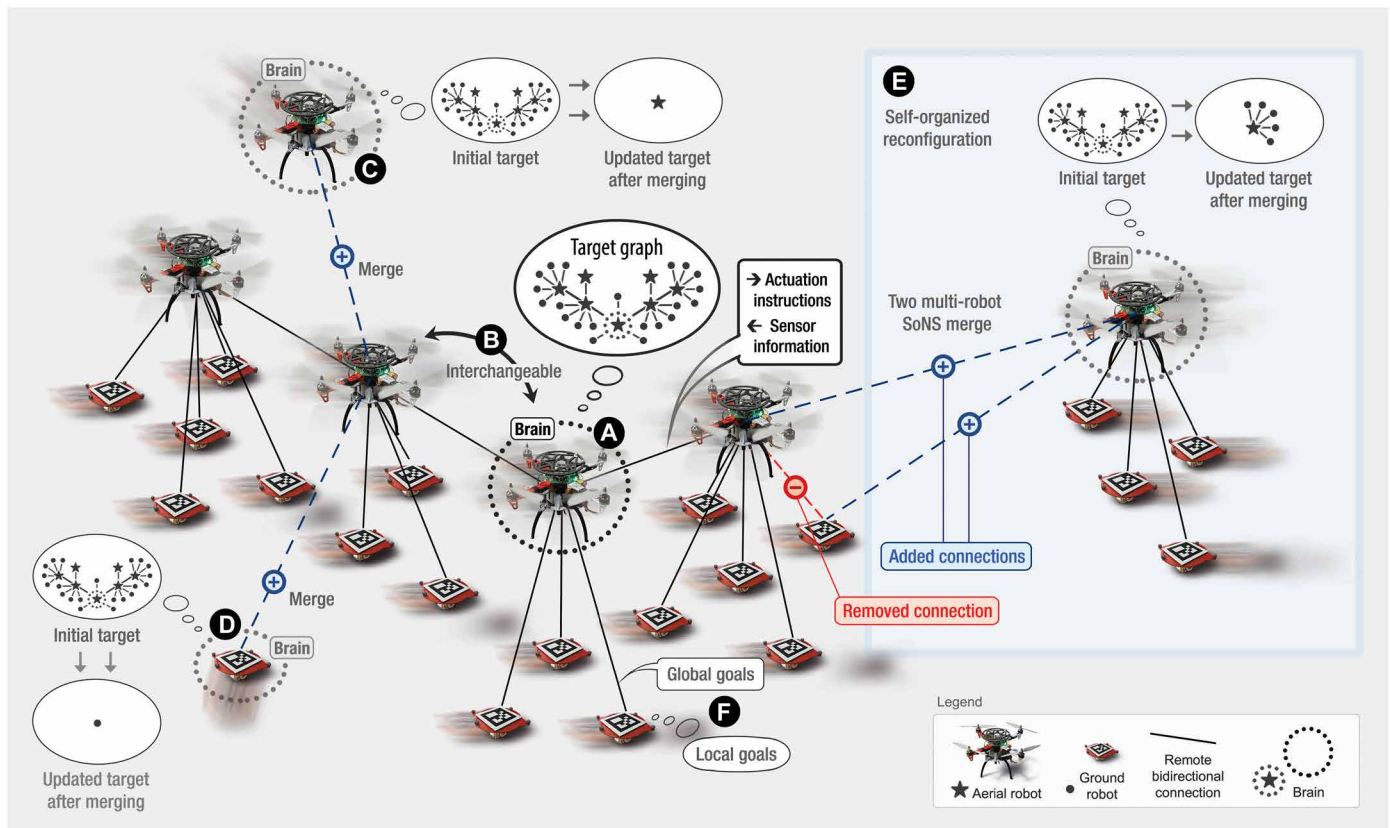 Brain
C
Initial target
Updated target
after merging
E
Self-organized
reconfiguration
Initial target
Updated target
after merging
Brain
Merge
Target graph
→ Actuation
instructions
← Sensor
information
B
Interchangeable
Two multi-robot
SoNS merge
Brain
A
Added connections
Removed connection
Initial target
D
Brain
Merge
Updated target
after merging
Global goals
F
Local goals
Legend
Aerial robot
Ground
robot
Remote
bidirectional
connection
Brain